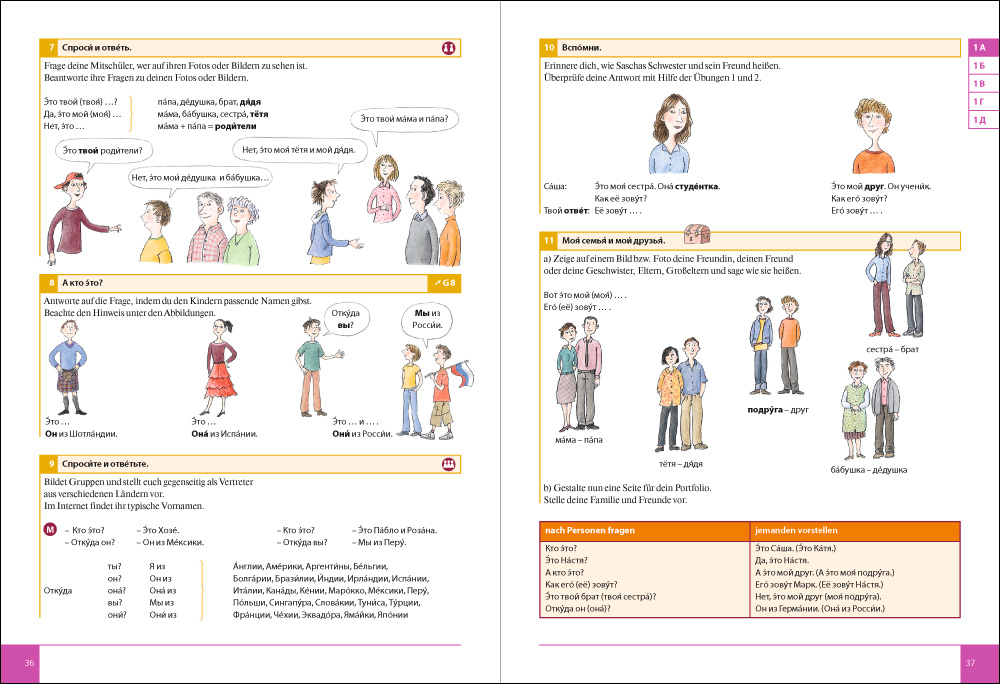 7 Спроси́ и отве́ть.
Frage deine Mitschüler, wer auf ihren Fotos oder Bildern zu sehen ist.
Beantworte ihre Fragen zu deinen Fotos oder Bildern.
Э́то твой (твоя́) …? па́па, де́душка, брат, дя́дя
Да, э́то мой (моя́) … ма́ма, ба́бушка, сестра́, тётя
Нет, э́то … ма́ма + па́па = роди́тели
Э́то твои́ ма́ма и па́па?
Э́то твои́ роди́тели?
Нет, э́то моя́ тётя и мой дя́дя.
Нет, э́то мои́ де́душка и ба́бушка…
8 А кто э́то? ↗ G 8
Antworte auf die Frage, indem du den Kindern passende Namen gibst.
Beachte den Hinweis unter den Abbildungen.
Отку́да
вы?
Мы из
Росси́и.
Э́то … Э́то … Э́то … и … .
Он из Шотла́ндии. Она́ из Испа́нии. Они́ из Росси́и.
9 Спроси́те и отве́тьте.
Bildet Gruppen und stellt euch gegenseitig als Vertreter
aus verschiedenen Ländern vor.
Im Internet findet ihr typische Vornamen.
М – Кто э́то? – Э́то Хозе́. – Кто э́то? – Э́то Па́бло и Роза́на.
– Отку́да он? – Он из Ме́ксики. – Отку́да вы? – Мы из Перу́.
ты? Я из А́нглии, Аме́рики, Аргенти́ны, Бе́льгии,
он? Он из Болга́рии, Брази́лии, И́ндии, Ирла́ндии, Испа́нии,
Отку́да она́? Она́ из Ита́лии, Кана́ды, Ке́нии, Маро́кко, Ме́ксики, Перу́,
вы? Мы из По́льши, Сингапу́ра, Слова́кии, Туни́са, Ту́рции,
они́? Они́ из Фра́нции, Че́хии, Эквадо́ра, Яма́йки, Япо́нии
36
10 Вспо́мни.
Erinnere dich, wie Saschas Schwester und sein Freund heißen.
Überprüfe deine Antwort mit Hilfe der Übungen 1 und 2.
Са́ша: Э́то моя́ сестра́. Она́ студе́нтка. Э́то мой друг. Он учени́к.
Как её зову́т? Как его́ зову́т?
Твой отве́т: Её зову́т … . Его́ зову́т … .
11 Моя́ семья́ и мои́ друзья́.
a) Zeige auf einem Bild bzw. Foto deine Freundin, deinen Freund
oder deine Geschwister, Eltern, Großeltern und sage wie sie heißen.
Вот э́то мой (моя́) … .
Его́ (её) зову́т … .
сестра́ – брат
подру́га – друг
ма́ма – па́па
тётя – дя́дя
ба́бушка – де́душка
b) Gestalte nun eine Seite für dein Portfolio.
Stelle deine Familie und Freunde vor.
nach Personen fragen jemanden vorstellen
Кто э́то? Э́то Са́ша. (Э́то Ка́тя.)
Э́то На́стя? Да, э́то На́стя.
А кто э́то? А э́то мой друг. (А э́то моя́ подру́га.)
Как его́ (её) зову́т? Его́ зову́т Марк. (Её зову́т На́стя.)
Э́то твой брат (твоя́ сестра́)? Нет, э́то мой друг (моя́ подру́га).
Отку́да он (она́)? Он из Герма́нии. (Она́ из Росси́и.)
1 А
1 Б
1 В
1 Г
1 Д
37